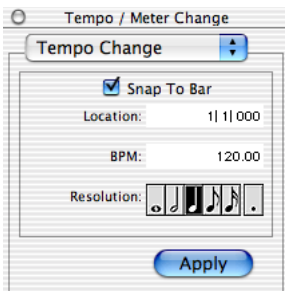 Tempo / Meter Change
Tempo Change
Snap To Bar
Location: 1| 1| 000
BPM: 120.00
Resolution:
Apply